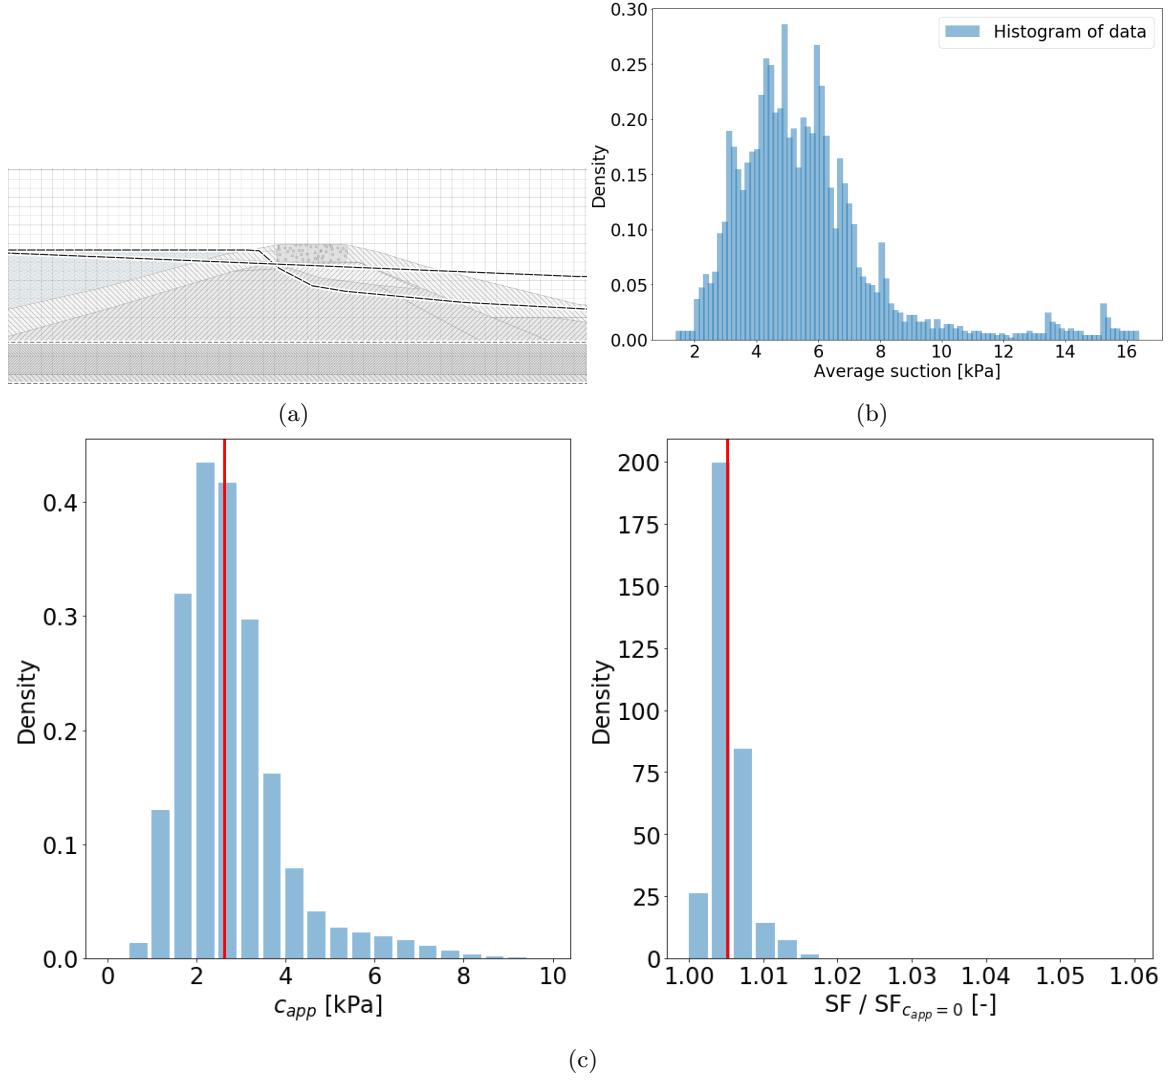 0.30
0.25
0.20
0.15
0.10
0.05
0.00
Density
Histogram of data
2 4 6 8 10 12 14 16
Average suction [kPa]
(a)
(b)
0.4
0.3
0.2
0.1
0.0
Density
0 2 4 6 8 10
c_app [kPa]
200
175
150
125
100
75
50
25
0
Density
1.00 1.01 1.02 1.03 1.04 1.05 1.06
SF / SF_{c_app = 0} [-]
(c)